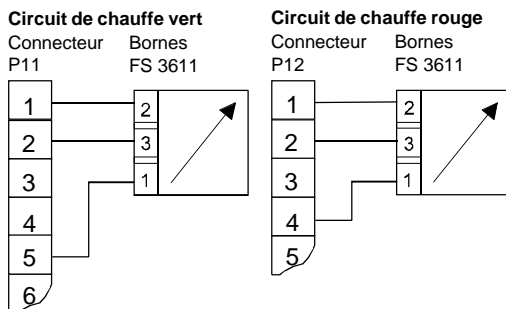 Circuit de chauffe vert
Connecteur Bornes
P11 FS 3611
1
2
3
4
5
6
2
3
1
Circuit de chauffe rouge
Connecteur Bornes
P12 FS 3611
1
2
3
4
5
2
3
1